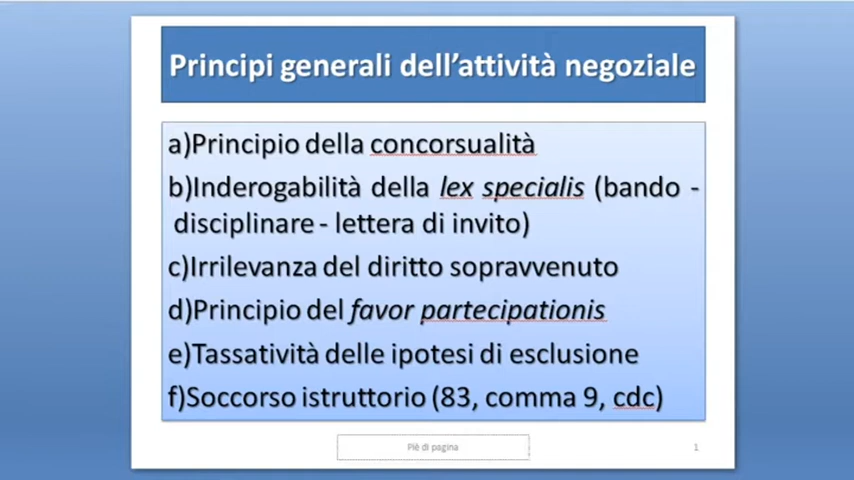 Principi generali dell'attività negoziale
a)Principio della concorsualità
b)Inderogabilità della lex specialis (bando -
disciplinare - lettera di invito)
c)Irrilevanza del diritto sopravvenuto
d)Principio del favor partecipationis
e)Tassatività delle ipotesi di esclusione
f)Soccorso istruttorio (83, comma 9, cdc)
Piè di pagina
1